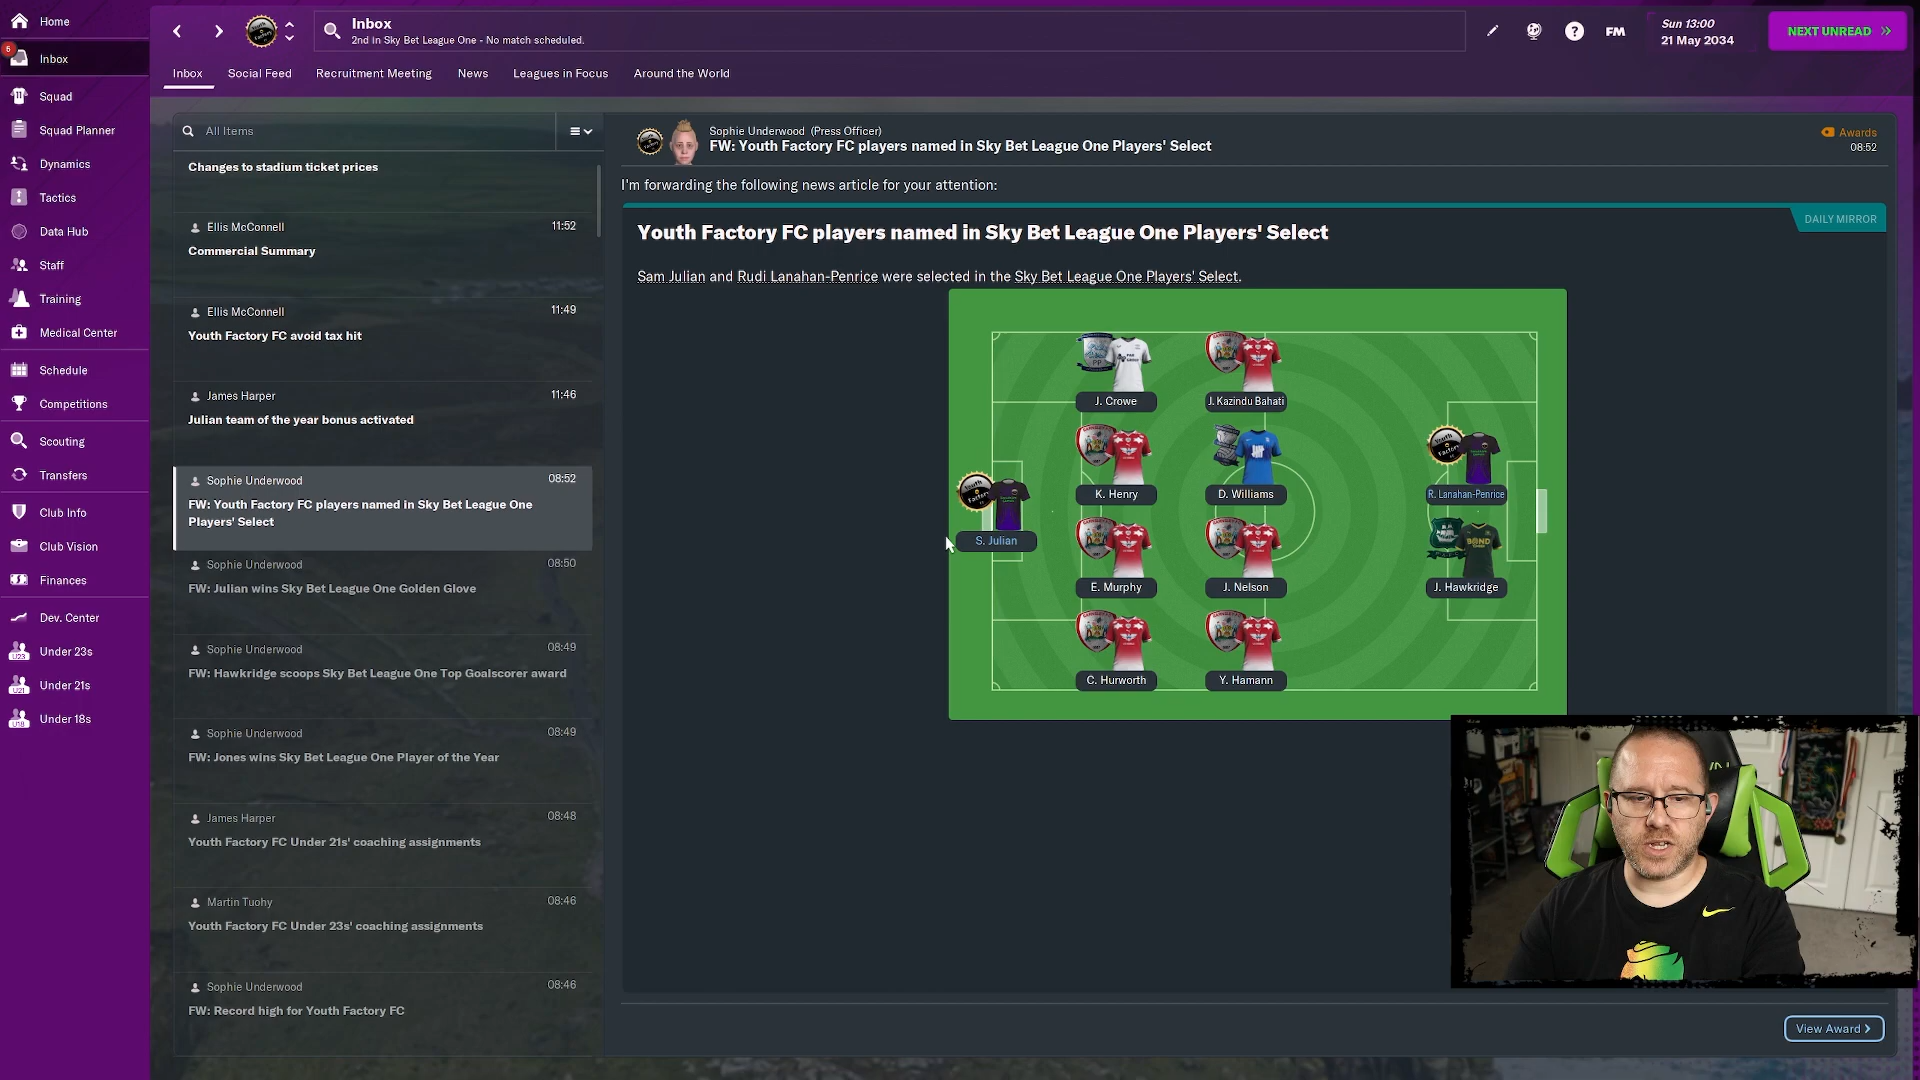 Home
6
Inbox
Squad
Squad Planner
Dynamics
Tactics
Data Hub
Staff
Training
Medical Center
Schedule
Competitions
Scouting
Transfers
Club Info
Club Vision
Finances
Dev. Center
U23
Under 23s
U21
Under 21s
U18
Under 18s
Inbox
2nd in Sky Bet League One - No match scheduled.
?
FM
Sun 13:00
21 May 2034
NEXT UNREAD
Inbox
Social Feed
Recruitment Meeting
News
Leagues in Focus
Around the World
All Items
Changes to stadium ticket prices
Ellis McConnell
11:52
Commercial Summary
Ellis McConnell
11:49
Youth Factory FC avoid tax hit
James Harper
11:46
Julian team of the year bonus activated
Sophie Underwood
08:52
FW: Youth Factory FC players named in Sky Bet League One
Players' Select
Sophie Underwood
08:50
FW: Julian wins Sky Bet League One Golden Glove
Sophie Underwood
08:49
FW: Hawkridge scoops Sky Bet League One Top Goalscorer award
Sophie Underwood
08:49
FW: Jones wins Sky Bet League One Player of the Year
James Harper
08:48
Youth Factory FC Under 21s' coaching assignments
Martin Tuohy
08:46
Youth Factory FC Under 23s' coaching assignments
Sophie Underwood
08:46
FW: Record high for Youth Factory FC
Sophie Underwood (Press Officer)
FW: Youth Factory FC players named in Sky Bet League One Players' Select
Awards
08:52
I'm forwarding the following news article for your attention:
DAILY MIRROR
Youth Factory FC players named in Sky Bet League One Players' Select
Sam Julian and Rudi Lanahan-Penrice were selected in the Sky Bet League One Players' Select.
PP
J. Crowe
J. Kazindu Bahati
K. Henry
D. Williams
Youth
Factory
R. Lanahan-Penrice
Youth
Factory
S. Julian
E. Murphy
J. Nelson
BOND
J. Hawkridge
C. Hurworth
Y. Hamann
View Award